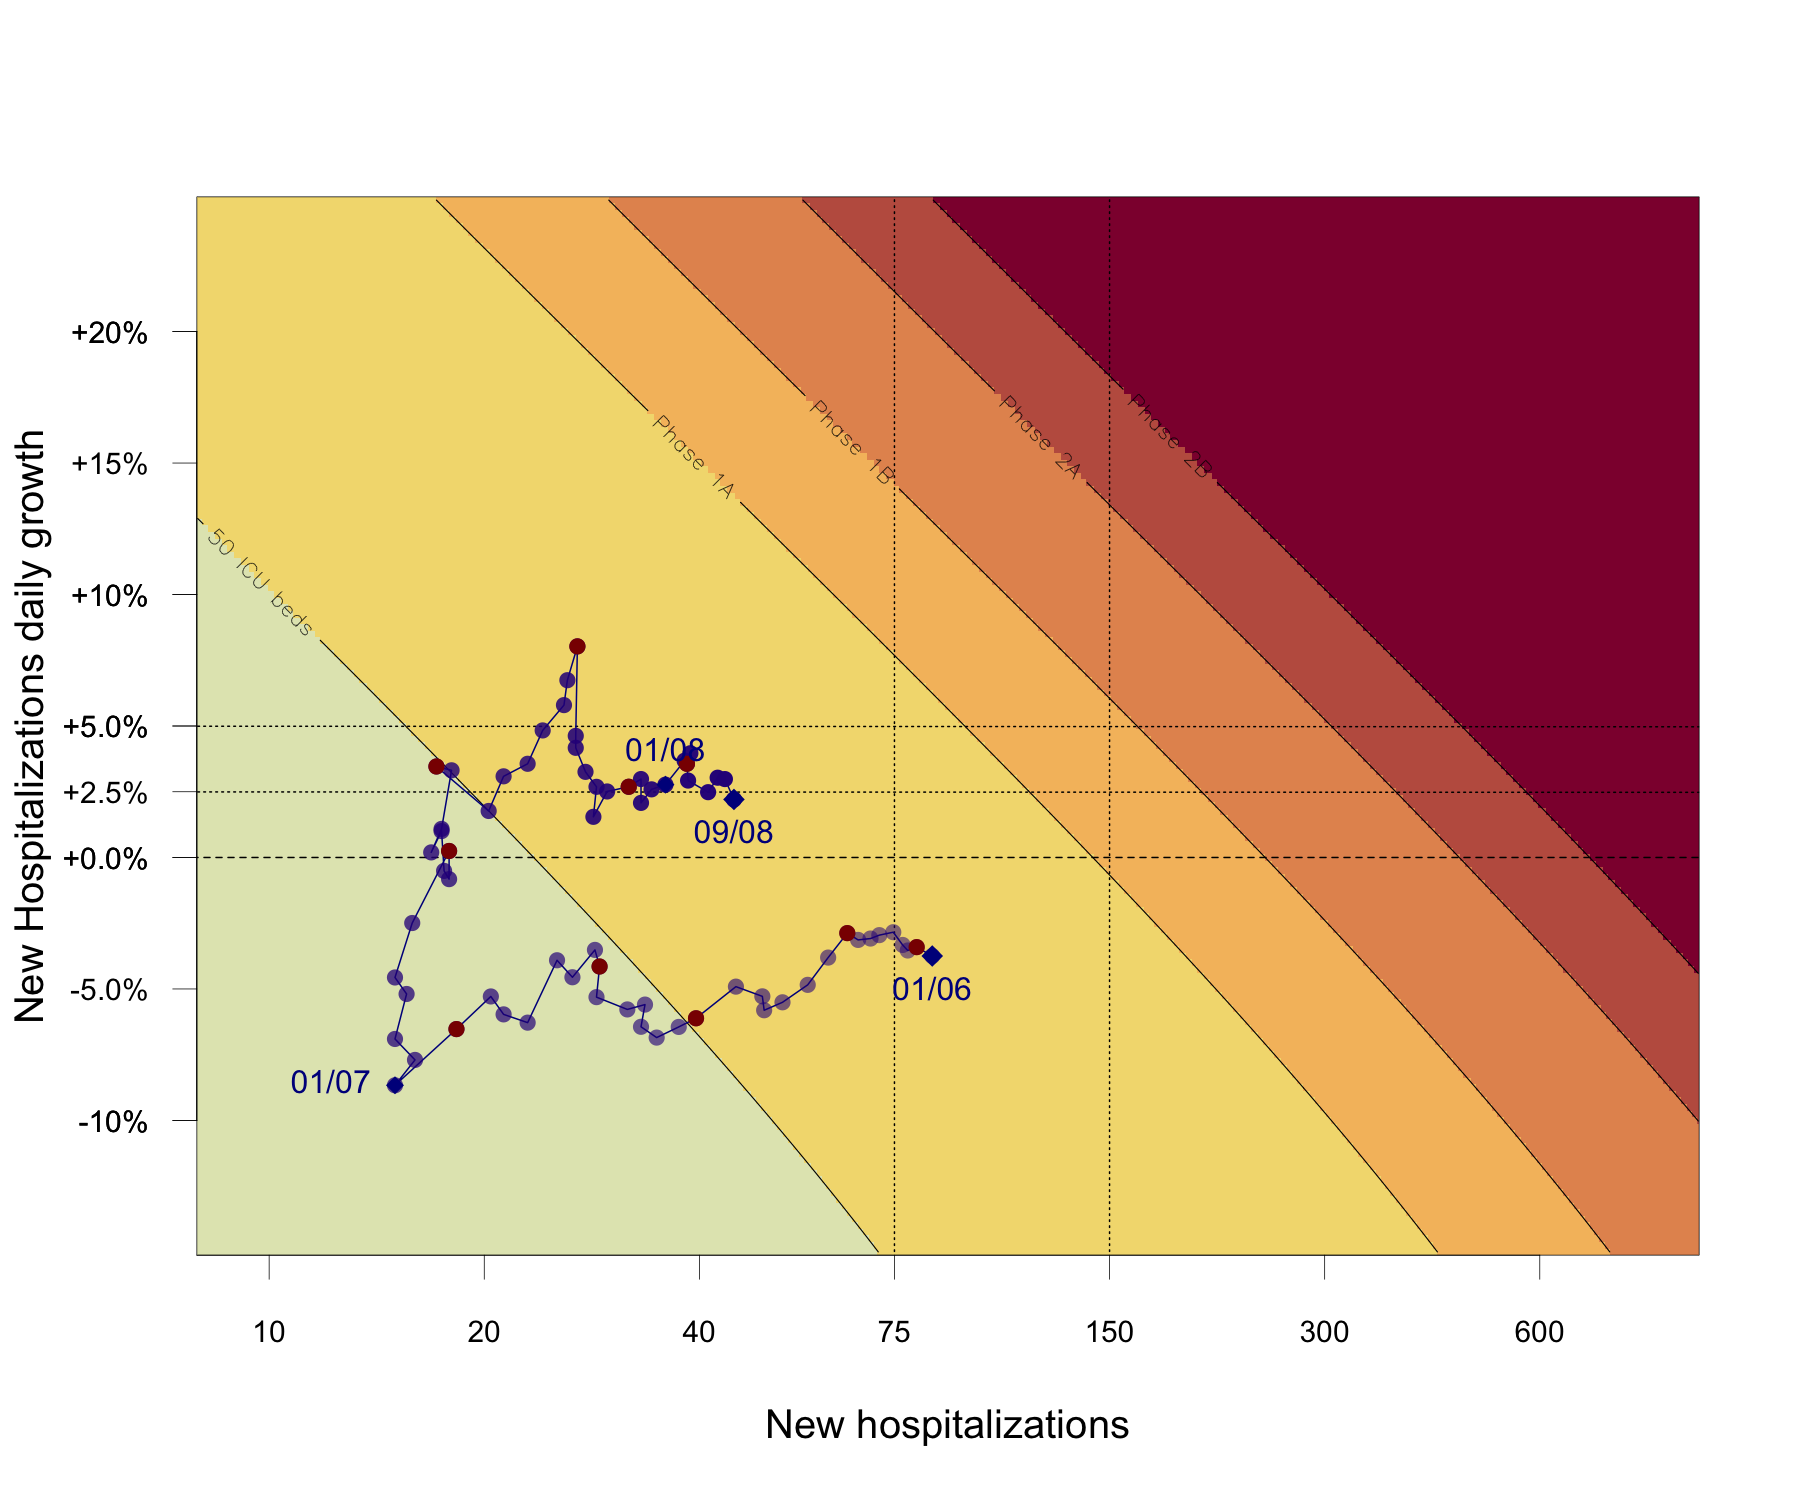 New Hospitalizations daily growth
+20%
+15%
+10%
+5.0%
+2.5%
+0.0%
-5.0%
-10%
50 ICU beds
Phase 1A
Phase 1B
Phase 2A
Phase 2B
01/08
09/08
01/06
01/07
10 20 40 75 150 300 600
New hospitalizations